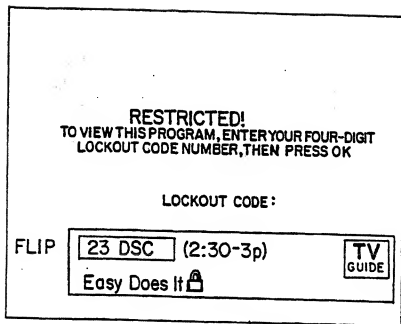 RESTRICTED!
TO VIEW THIS PROGRAM, ENTER YOUR FOUR-DIGIT
LOCKOUT CODE NUMBER, THEN PRESS OK
LOCKOUT CODE:
FLIP 23 DSC (2:30-3p) TV
GUIDE
Easy Does It